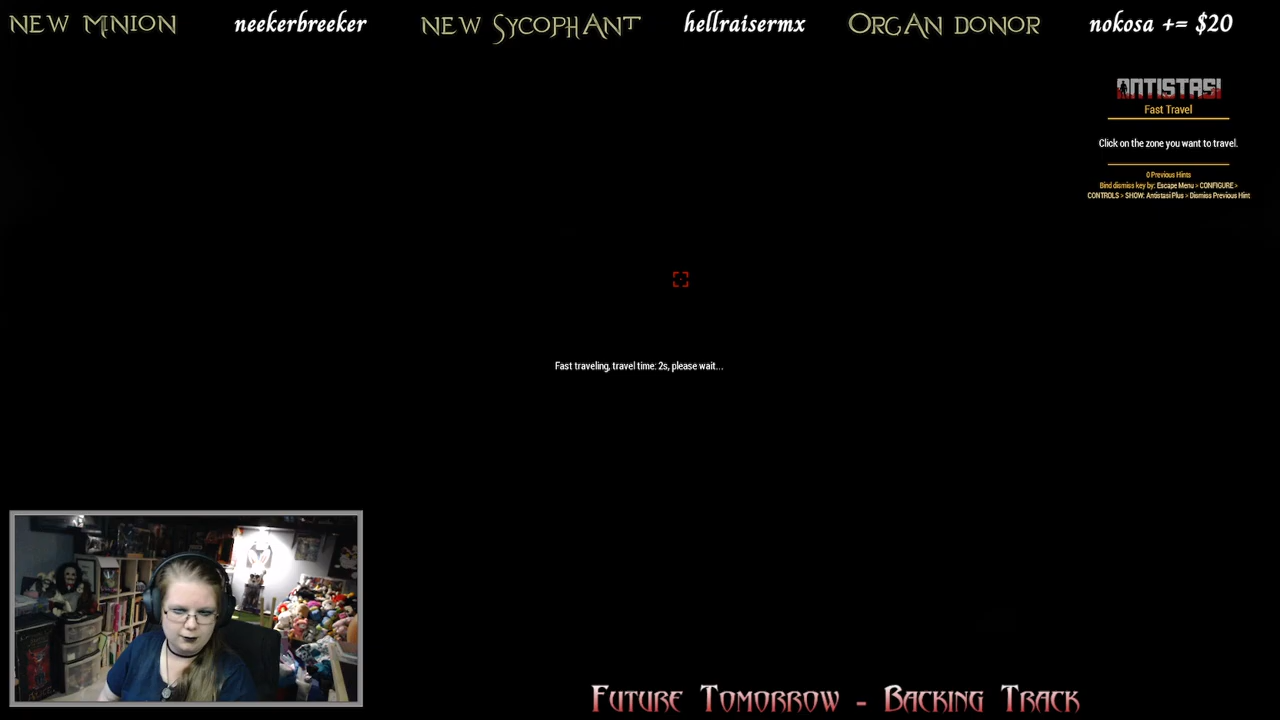 NEW MINION neekerbreeker NEW SYCOPHANT hellraisermx ORGAN DONOR nokosa += $20
ANTISTASI
Fast Travel
Click on the zone you want to travel.
0 Previous Hints
Bind dismiss key by: Escape Menu > CONFIGURE >
CONTROLS > SHOW: Antistasi Plus > Dismiss Previous Hint
Fast traveling, travel time: 2s, please wait...
FUTURE TOMORROW - BACKING TRACK